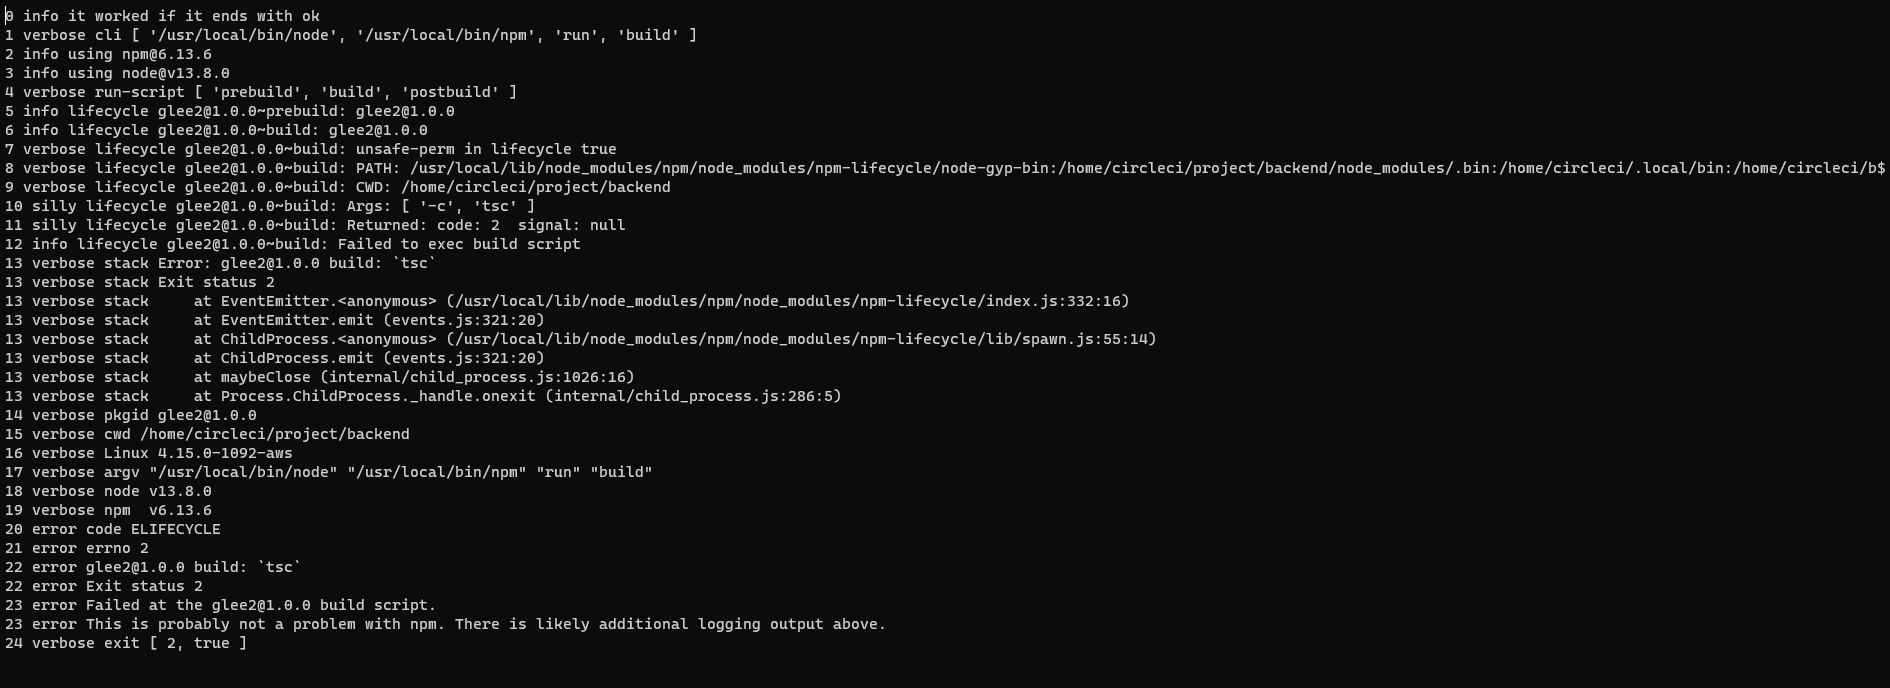 0 info it worked if it ends with ok
1 verbose cli [ '/usr/local/bin/node', '/usr/local/bin/npm', 'run', 'build' ]
2 info using npm@6.13.6
3 info using node@v13.8.0
4 verbose run-script [ 'prebuild', 'build', 'postbuild' ]
5 info lifecycle glee2@1.0.0~prebuild: glee2@1.0.0
6 info lifecycle glee2@1.0.0~build: glee2@1.0.0
7 verbose lifecycle glee2@1.0.0~build: unsafe-perm in lifecycle true
8 verbose lifecycle glee2@1.0.0~build: PATH: /usr/local/lib/node_modules/npm/node_modules/npm-lifecycle/node-gyp-bin:/home/circleci/project/backend/node_modules/.bin:/home/circleci/.local/bin:/home/circleci/b$
9 verbose lifecycle glee2@1.0.0~build: CWD: /home/circleci/project/backend
10 silly lifecycle glee2@1.0.0~build: Args: [ '-c', 'tsc' ]
11 silly lifecycle glee2@1.0.0~build: Returned: code: 2  signal: null
12 info lifecycle glee2@1.0.0~build: Failed to exec build script
13 verbose stack Error: glee2@1.0.0 build: `tsc`
13 verbose stack Exit status 2
13 verbose stack     at EventEmitter.<anonymous> (/usr/local/lib/node_modules/npm/node_modules/npm-lifecycle/index.js:332:16)
13 verbose stack     at EventEmitter.emit (events.js:321:20)
13 verbose stack     at ChildProcess.<anonymous> (/usr/local/lib/node_modules/npm/node_modules/npm-lifecycle/lib/spawn.js:55:14)
13 verbose stack     at ChildProcess.emit (events.js:321:20)
13 verbose stack     at maybeClose (internal/child_process.js:1026:16)
13 verbose stack     at Process.ChildProcess._handle.onexit (internal/child_process.js:286:5)
14 verbose pkgid glee2@1.0.0
15 verbose cwd /home/circleci/project/backend
16 verbose Linux 4.15.0-1092-aws
17 verbose argv "/usr/local/bin/node" "/usr/local/bin/npm" "run" "build"
18 verbose node v13.8.0
19 verbose npm  v6.13.6
20 error code ELIFECYCLE
21 error errno 2
22 error glee2@1.0.0 build: `tsc`
22 error Exit status 2
23 error Failed at the glee2@1.0.0 build script.
23 error This is probably not a problem with npm. There is likely additional logging output above.
24 verbose exit [ 2, true ]